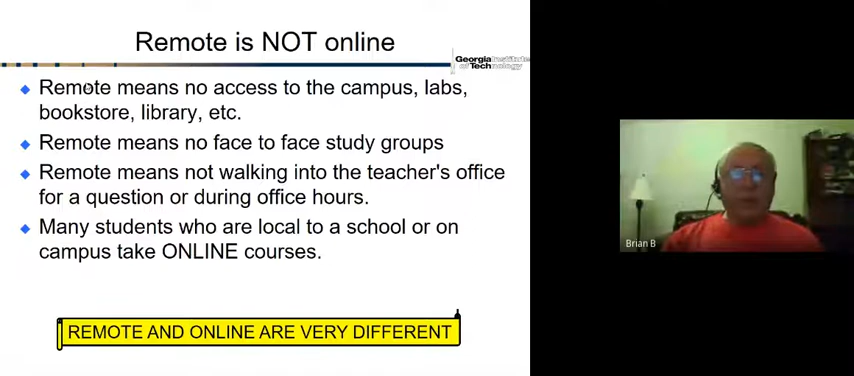 Remote is NOT online
Georgia Institute
of Technology
Remote means no access to the campus, labs,
bookstore, library, etc.
Remote means no face to face study groups
Remote means not walking into the teacher's office
for a question or during office hours.
Many students who are local to a school or on
campus take ONLINE courses.
REMOTE AND ONLINE ARE VERY DIFFERENT
Brian B